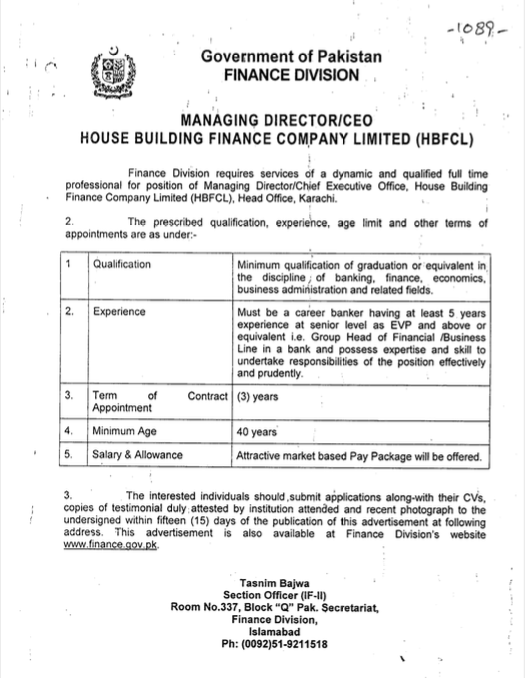 -1089-
Government of Pakistan
FINANCE DIVISION
MANAGING DIRECTOR/CEO
HOUSE BUILDING FINANCE COMPANY LIMITED (HBFCL)
Finance Division requires services of a dynamic and qualified full time
professional for position of Managing Director/Chief Executive Office, House Building
Finance Company Limited (HBFCL), Head Office, Karachi.
2. The prescribed qualification, experience, age limit and other terms of
appointments are as under:-
1 Qualification Minimum qualification of graduation or equivalent in
the discipline of banking, finance, economics,
business administration and related fields.
2. Experience Must be a career banker having at least 5 years
experience at senior level as EVP and above or
equivalent i.e. Group Head of Financial /Business
Line in a bank and possess expertise and skill to
undertake responsibilities of the position effectively
and prudently.
3. Term of Contract (3) years
Appointment
4. Minimum Age 40 years
5. Salary & Allowance Attractive market based Pay Package will be offered.
3. The interested individuals should submit applications along-with their CVs,
copies of testimonial duly attested by institution attended and recent photograph to the
undersigned within fifteen (15) days of the publication of this advertisement at following
address. This advertisement is also available at Finance Division's website
www.finance.gov.pk.
Tasnim Bajwa
Section Officer (IF-II)
Room No.337, Block "Q" Pak. Secretariat,
Finance Division,
Islamabad
Ph: (0092)51-9211518